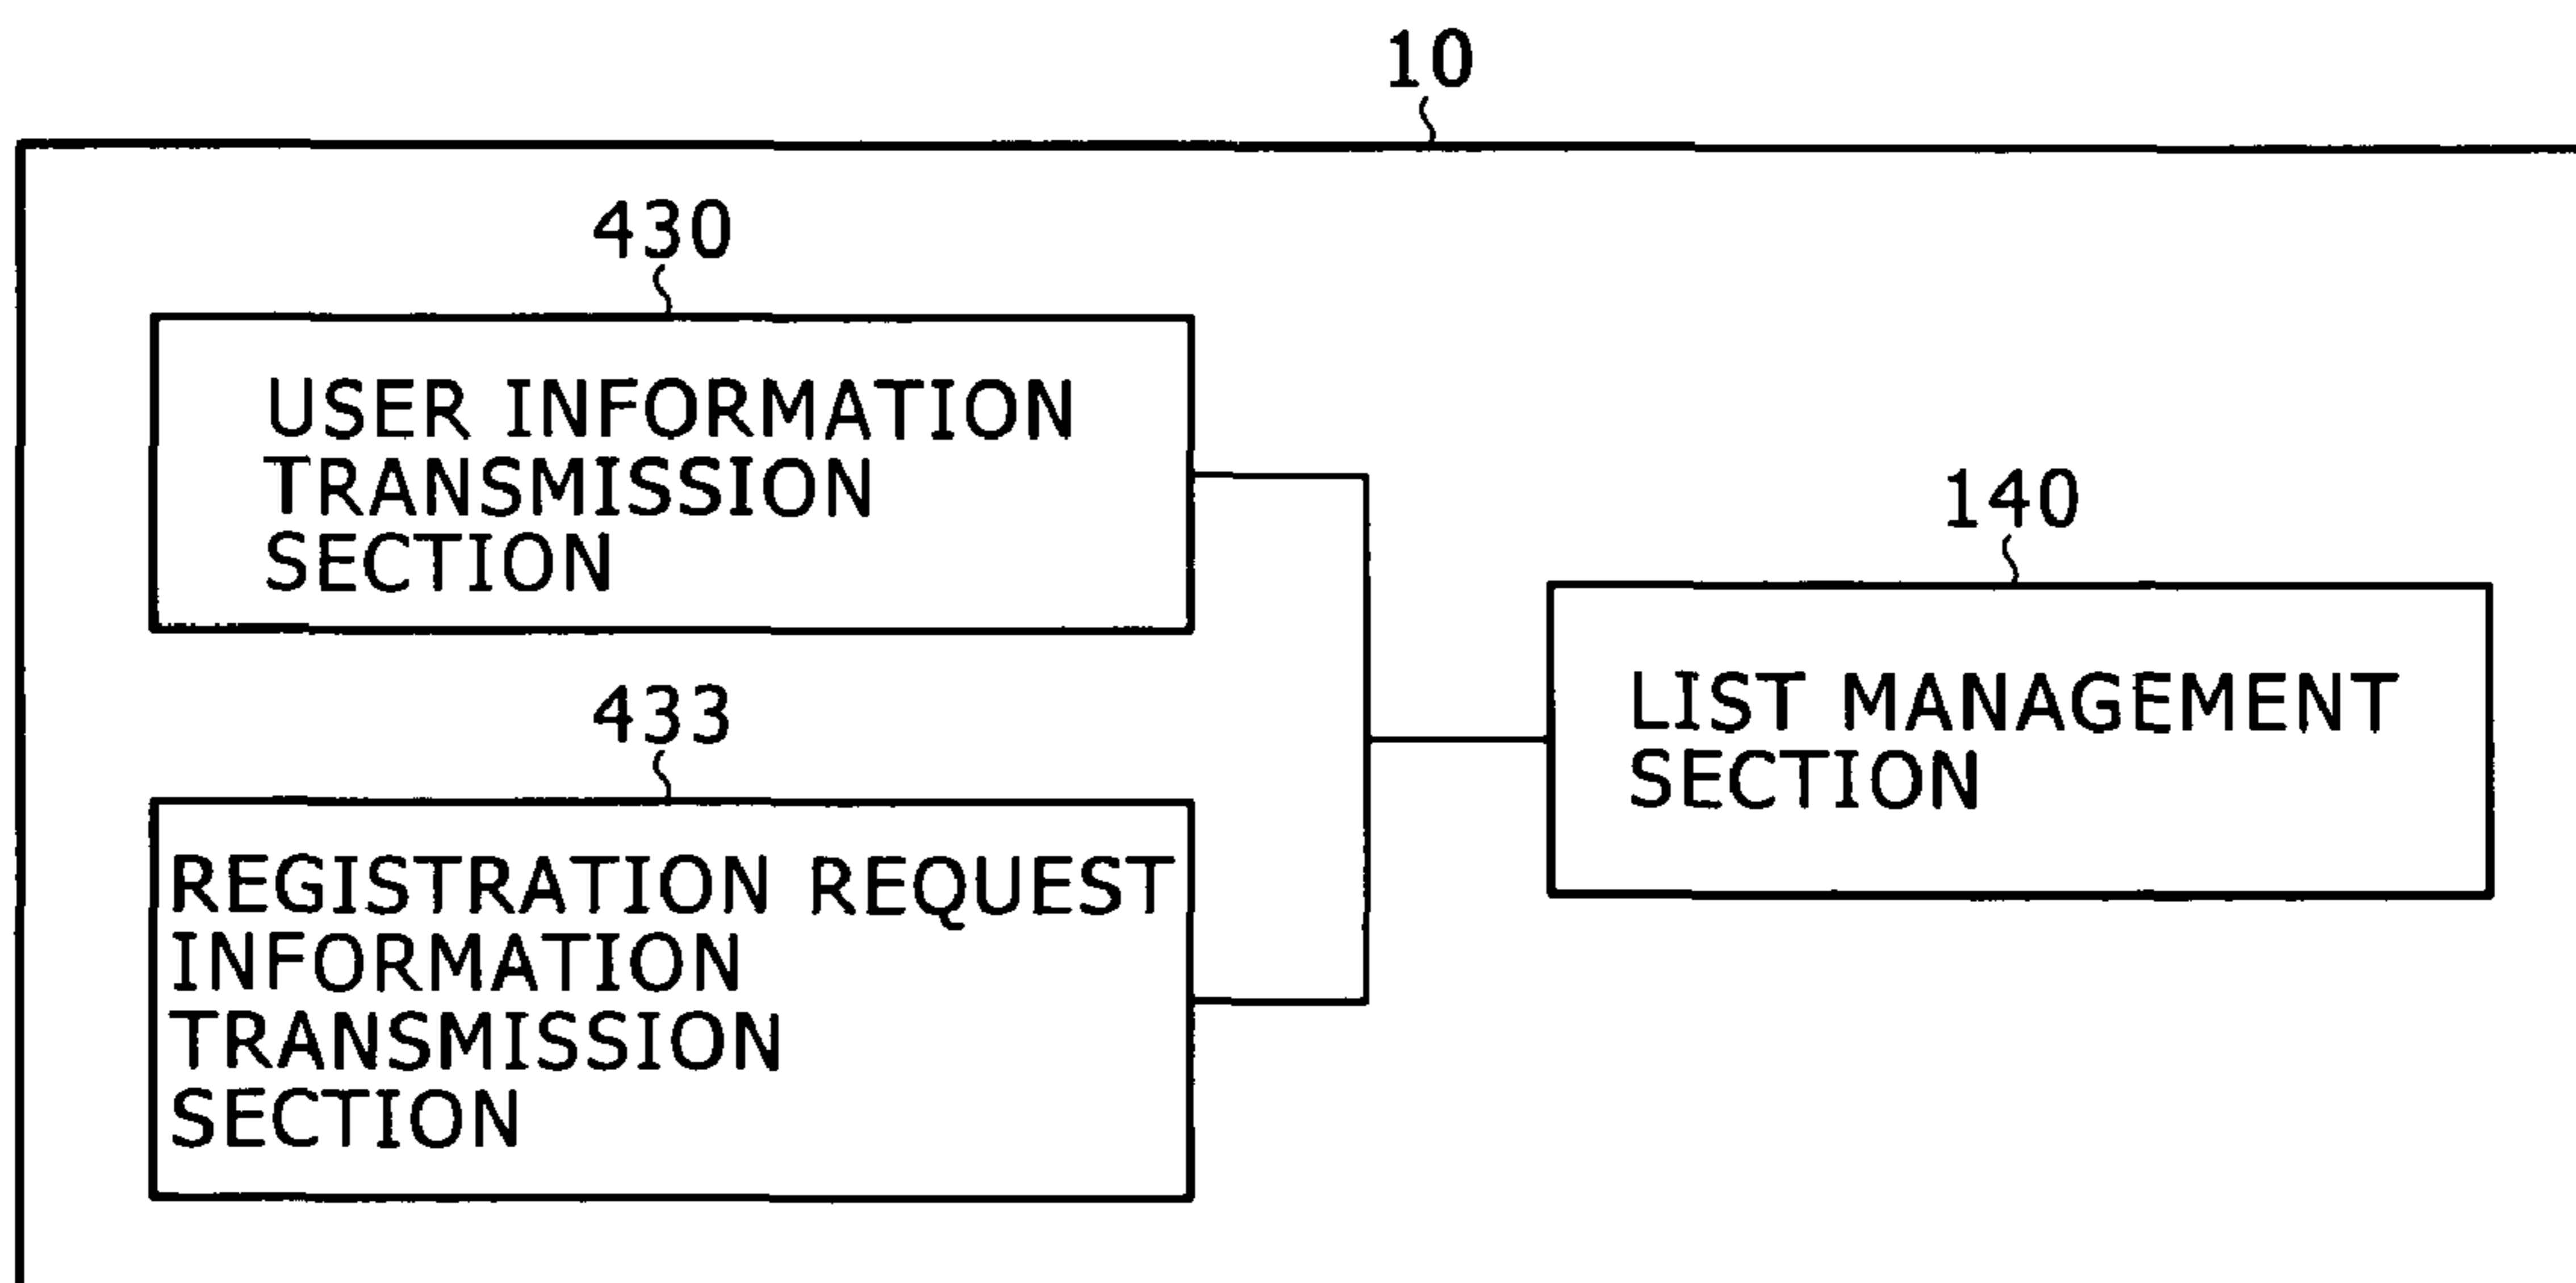 10
430
USER INFORMATION
TRANSMISSION
SECTION
140
LIST MANAGEMENT
SECTION
433
REGISTRATION REQUEST
INFORMATION
TRANSMISSION
SECTION